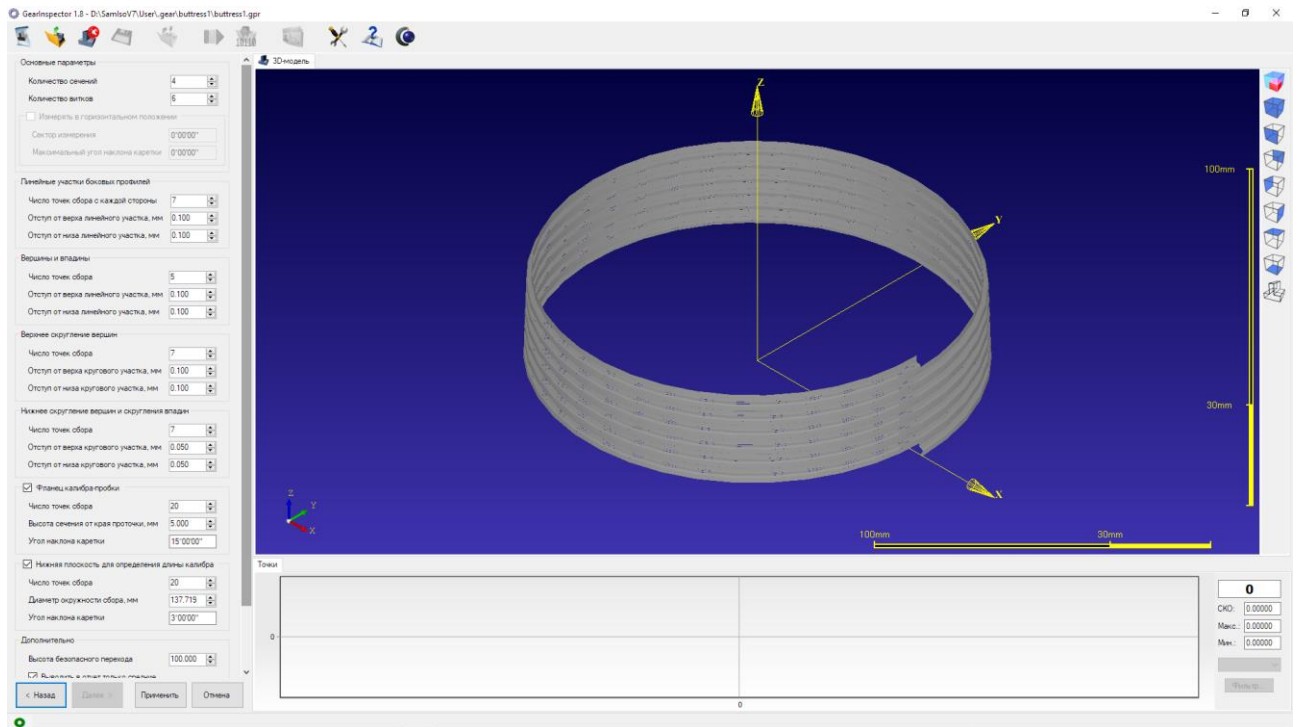 GearInspector 1.8 - D:\SamIsoV7\User\.gear\buttress1\buttress1.gpr
Основные параметры
Количество сечений 4
Количество витков 6
Измерять в горизонтальном положении
Сектор измерения 0°00'00"
Максимальный угол наклона каретки 0°00'00"
Линейные участки боковых профилей
Число точек сбора с каждой стороны 7
Отступ от верха линейного участка, мм 0.100
Отступ от низа линейного участка, мм 0.100
Вершины и впадины
Число точек сбора 5
Отступ от верха линейного участка, мм 0.100
Отступ от низа линейного участка, мм 0.100
Верхнее скругление вершин
Число точек сбора 7
Отступ от верха кругового участка, мм 0.100
Отступ от низа кругового участка, мм 0.100
Нижнее скругление вершин и скругления впадин
Число точек сбора 7
Отступ от верха кругового участка, мм 0.050
Отступ от низа кругового участка, мм 0.050
Фланец калибра-пробки
Число точек сбора 20
Высота сечения от края проточки, мм 5.000
Угол наклона каретки 15°00'00"
Нижняя плоскость для определения длины калибра
Число точек сбора 20
Диаметр окружности сбора, мм 137.719
Угол наклона каретки 3°00'00"
Дополнительно
Высота безопасного перехода 100.000
Выводить в отчет только средние
< Назад Далее > Применить Отмена
3D-модель
Z
Y
X
100mm
30mm
Z
Y
X
100mm 30mm
Точки
0
0
0
СКО: 0.00000
Макс.: 0.00000
Мин.: 0.00000
Фильтр...